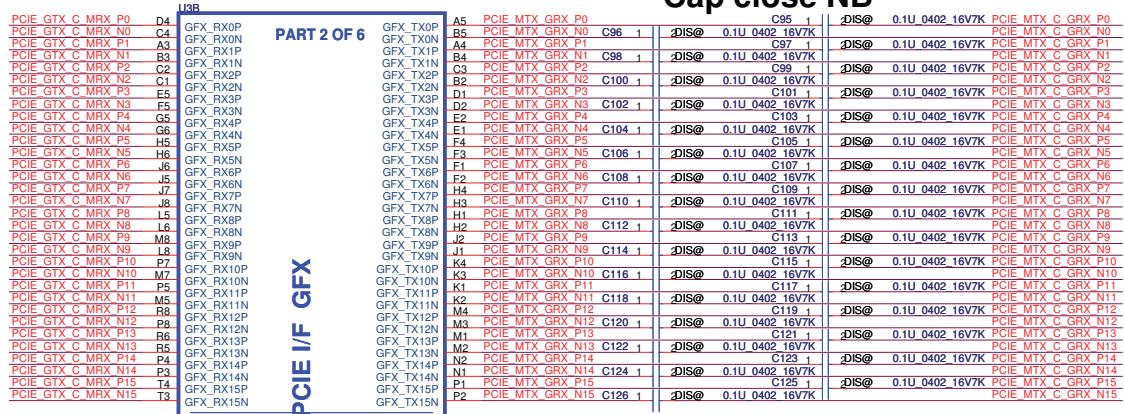 Cap close NB
U3B
PART 2 OF 6
PCIE I/F GFX
PCIE_GTX_C_MRX_P0 D4 GFX_RX0P GFX_TX0P A5 PCIE_MTX_GRX_P0 C95 1 2DIS@ 0.1U_0402_16V7K PCIE_MTX_C_GRX_P0
PCIE_GTX_C_MRX_N0 C4 GFX_RX0N GFX_TX0N B5 PCIE_MTX_GRX_N0 C96 1 2DIS@ 0.1U_0402_16V7K PCIE_MTX_C_GRX_N0
PCIE_GTX_C_MRX_P1 A3 GFX_RX1P GFX_TX1P A4 PCIE_MTX_GRX_P1 C97 1 2DIS@ 0.1U_0402_16V7K PCIE_MTX_C_GRX_P1
PCIE_GTX_C_MRX_N1 B3 GFX_RX1N GFX_TX1N B4 PCIE_MTX_GRX_N1 C98 1 2DIS@ 0.1U_0402_16V7K PCIE_MTX_C_GRX_N1
PCIE_GTX_C_MRX_P2 C2 GFX_RX2P GFX_TX2P C3 PCIE_MTX_GRX_P2 C99 1 2DIS@ 0.1U_0402_16V7K PCIE_MTX_C_GRX_P2
PCIE_GTX_C_MRX_N2 C1 GFX_RX2N GFX_TX2N B2 PCIE_MTX_GRX_N2 C100 1 2DIS@ 0.1U_0402_16V7K PCIE_MTX_C_GRX_N2
PCIE_GTX_C_MRX_P3 E5 GFX_RX3P GFX_TX3P D1 PCIE_MTX_GRX_P3 C101 1 2DIS@ 0.1U_0402_16V7K PCIE_MTX_C_GRX_P3
PCIE_GTX_C_MRX_N3 F5 GFX_RX3N GFX_TX3N D2 PCIE_MTX_GRX_N3 C102 1 2DIS@ 0.1U_0402_16V7K PCIE_MTX_C_GRX_N3
PCIE_GTX_C_MRX_P4 G5 GFX_RX4P GFX_TX4P E2 PCIE_MTX_GRX_P4 C103 1 2DIS@ 0.1U_0402_16V7K PCIE_MTX_C_GRX_P4
PCIE_GTX_C_MRX_N4 G6 GFX_RX4N GFX_TX4N E1 PCIE_MTX_GRX_N4 C104 1 2DIS@ 0.1U_0402_16V7K PCIE_MTX_C_GRX_N4
PCIE_GTX_C_MRX_P5 H5 GFX_RX5P GFX_TX5P F4 PCIE_MTX_GRX_P5 C105 1 2DIS@ 0.1U_0402_16V7K PCIE_MTX_C_GRX_P5
PCIE_GTX_C_MRX_N5 H6 GFX_RX5N GFX_TX5N F3 PCIE_MTX_GRX_N5 C106 1 2DIS@ 0.1U_0402_16V7K PCIE_MTX_C_GRX_N5
PCIE_GTX_C_MRX_P6 J6 GFX_RX6P GFX_TX6P F1 PCIE_MTX_GRX_P6 C107 1 2DIS@ 0.1U_0402_16V7K PCIE_MTX_C_GRX_P6
PCIE_GTX_C_MRX_N6 J5 GFX_RX6N GFX_TX6N F2 PCIE_MTX_GRX_N6 C108 1 2DIS@ 0.1U_0402_16V7K PCIE_MTX_C_GRX_N6
PCIE_GTX_C_MRX_P7 J7 GFX_RX7P GFX_TX7P H4 PCIE_MTX_GRX_P7 C109 1 2DIS@ 0.1U_0402_16V7K PCIE_MTX_C_GRX_P7
PCIE_GTX_C_MRX_N7 J8 GFX_RX7N GFX_TX7N H3 PCIE_MTX_GRX_N7 C110 1 2DIS@ 0.1U_0402_16V7K PCIE_MTX_C_GRX_N7
PCIE_GTX_C_MRX_P8 L5 GFX_RX8P GFX_TX8P H1 PCIE_MTX_GRX_P8 C111 1 2DIS@ 0.1U_0402_16V7K PCIE_MTX_C_GRX_P8
PCIE_GTX_C_MRX_N8 L6 GFX_RX8N GFX_TX8N H2 PCIE_MTX_GRX_N8 C112 1 2DIS@ 0.1U_0402_16V7K PCIE_MTX_C_GRX_N8
PCIE_GTX_C_MRX_P9 M8 GFX_RX9P GFX_TX9P J2 PCIE_MTX_GRX_P9 C113 1 2DIS@ 0.1U_0402_16V7K PCIE_MTX_C_GRX_P9
PCIE_GTX_C_MRX_N9 L8 GFX_RX9N GFX_TX9N J1 PCIE_MTX_GRX_N9 C114 1 2DIS@ 0.1U_0402_16V7K PCIE_MTX_C_GRX_N9
PCIE_GTX_C_MRX_P10 P7 GFX_RX10P GFX_TX10P K4 PCIE_MTX_GRX_P10 C115 1 2DIS@ 0.1U_0402_16V7K PCIE_MTX_C_GRX_P10
PCIE_GTX_C_MRX_N10 M7 GFX_RX10N GFX_TX10N K3 PCIE_MTX_GRX_N10 C116 1 2DIS@ 0.1U_0402_16V7K PCIE_MTX_C_GRX_N10
PCIE_GTX_C_MRX_P11 P5 GFX_RX11P GFX_TX11P K1 PCIE_MTX_GRX_P11 C117 1 2DIS@ 0.1U_0402_16V7K PCIE_MTX_C_GRX_P11
PCIE_GTX_C_MRX_N11 M5 GFX_RX11N GFX_TX11N K2 PCIE_MTX_GRX_N11 C118 1 2DIS@ 0.1U_0402_16V7K PCIE_MTX_C_GRX_N11
PCIE_GTX_C_MRX_P12 R8 GFX_RX12P GFX_TX12P M4 PCIE_MTX_GRX_P12 C119 1 2DIS@ 0.1U_0402_16V7K PCIE_MTX_C_GRX_P12
PCIE_GTX_C_MRX_N12 P8 GFX_RX12N GFX_TX12N M3 PCIE_MTX_GRX_N12 C120 1 2DIS@ 0.1U_0402_16V7K PCIE_MTX_C_GRX_N12
PCIE_GTX_C_MRX_P13 R6 GFX_RX13P GFX_TX13P M1 PCIE_MTX_GRX_P13 C121 1 2DIS@ 0.1U_0402_16V7K PCIE_MTX_C_GRX_P13
PCIE_GTX_C_MRX_N13 R5 GFX_RX13N GFX_TX13N M2 PCIE_MTX_GRX_N13 C122 1 2DIS@ 0.1U_0402_16V7K PCIE_MTX_C_GRX_N13
PCIE_GTX_C_MRX_P14 P4 GFX_RX14P GFX_TX14P N2 PCIE_MTX_GRX_P14 C123 1 2DIS@ 0.1U_0402_16V7K PCIE_MTX_C_GRX_P14
PCIE_GTX_C_MRX_N14 P3 GFX_RX14N GFX_TX14N N1 PCIE_MTX_GRX_N14 C124 1 2DIS@ 0.1U_0402_16V7K PCIE_MTX_C_GRX_N14
PCIE_GTX_C_MRX_P15 T4 GFX_RX15P GFX_TX15P P1 PCIE_MTX_GRX_P15 C125 1 2DIS@ 0.1U_0402_16V7K PCIE_MTX_C_GRX_P15
PCIE_GTX_C_MRX_N15 T3 GFX_RX15N GFX_TX15N P2 PCIE_MTX_GRX_N15 C126 1 2DIS@ 0.1U_0402_16V7K PCIE_MTX_C_GRX_N15